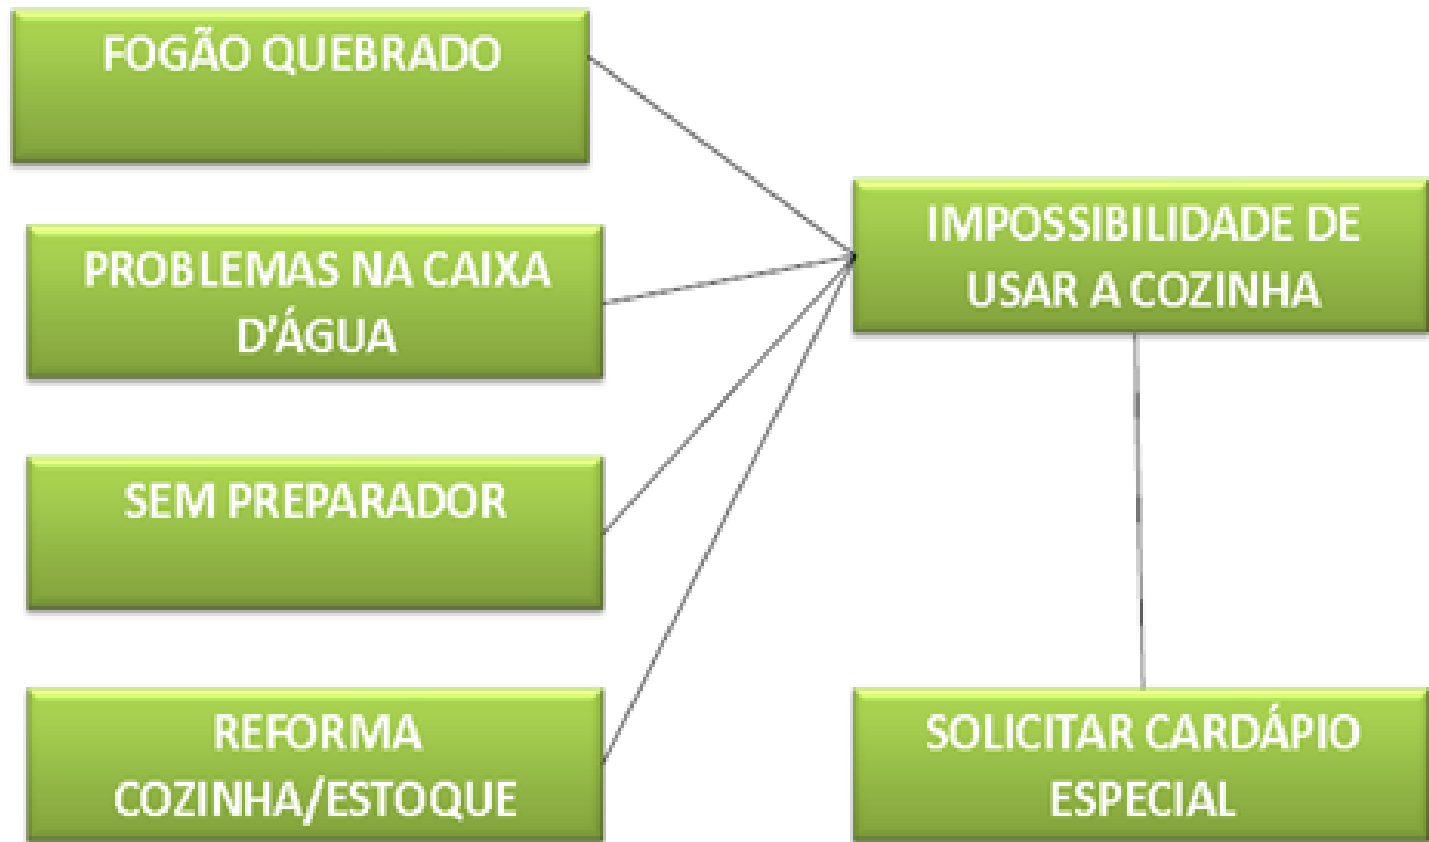 FOGÃO QUEBRADO
PROBLEMAS NA CAIXA
D'ÁGUA
SEM PREPARADOR
REFORMA
COZINHA/ESTOQUE
IMPOSSIBILIDADE DE
USAR A COZINHA
SOLICITAR CARDÁPIO
ESPECIAL